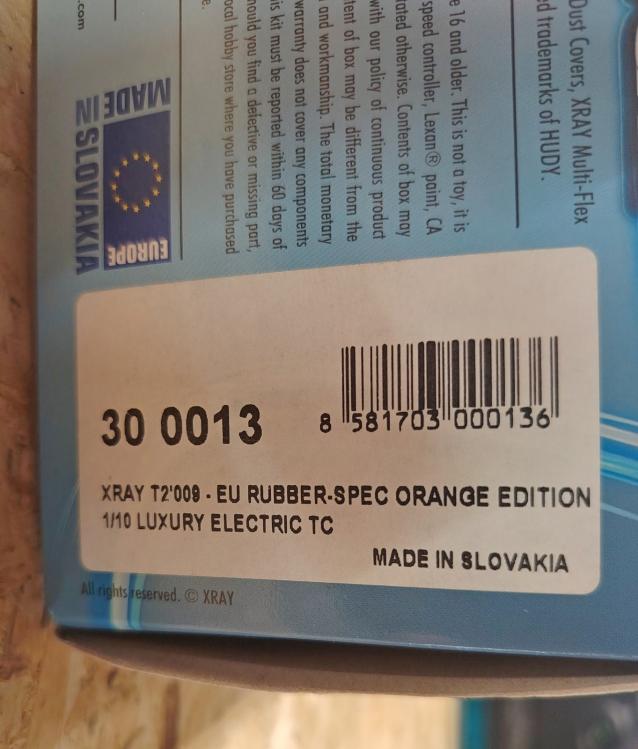 30 0013
8 581703 000136
XRAY T2'009 - EU RUBBER-SPEC ORANGE EDITION
1/10 LUXURY ELECTRIC TC
MADE IN SLOVAKIA
All rights reserved. © XRAY
Dust Covers, XRAY Multi-Flex
ed trademarks of HUDY.
e 16 and older. This is not a toy, it is
speed controller, Lexan® paint, CA
ated otherwise. Contents of box may
with our policy of continuous product
tent of box may be different from the
and workmanship. The total monetary
warranty does not cover any components
is kit must be reported within 60 days of
hould you find a defective or missing part,
ocal hobby store where you have purchased
e.
MADE IN
SLOVAKIA
EUROPE
.com